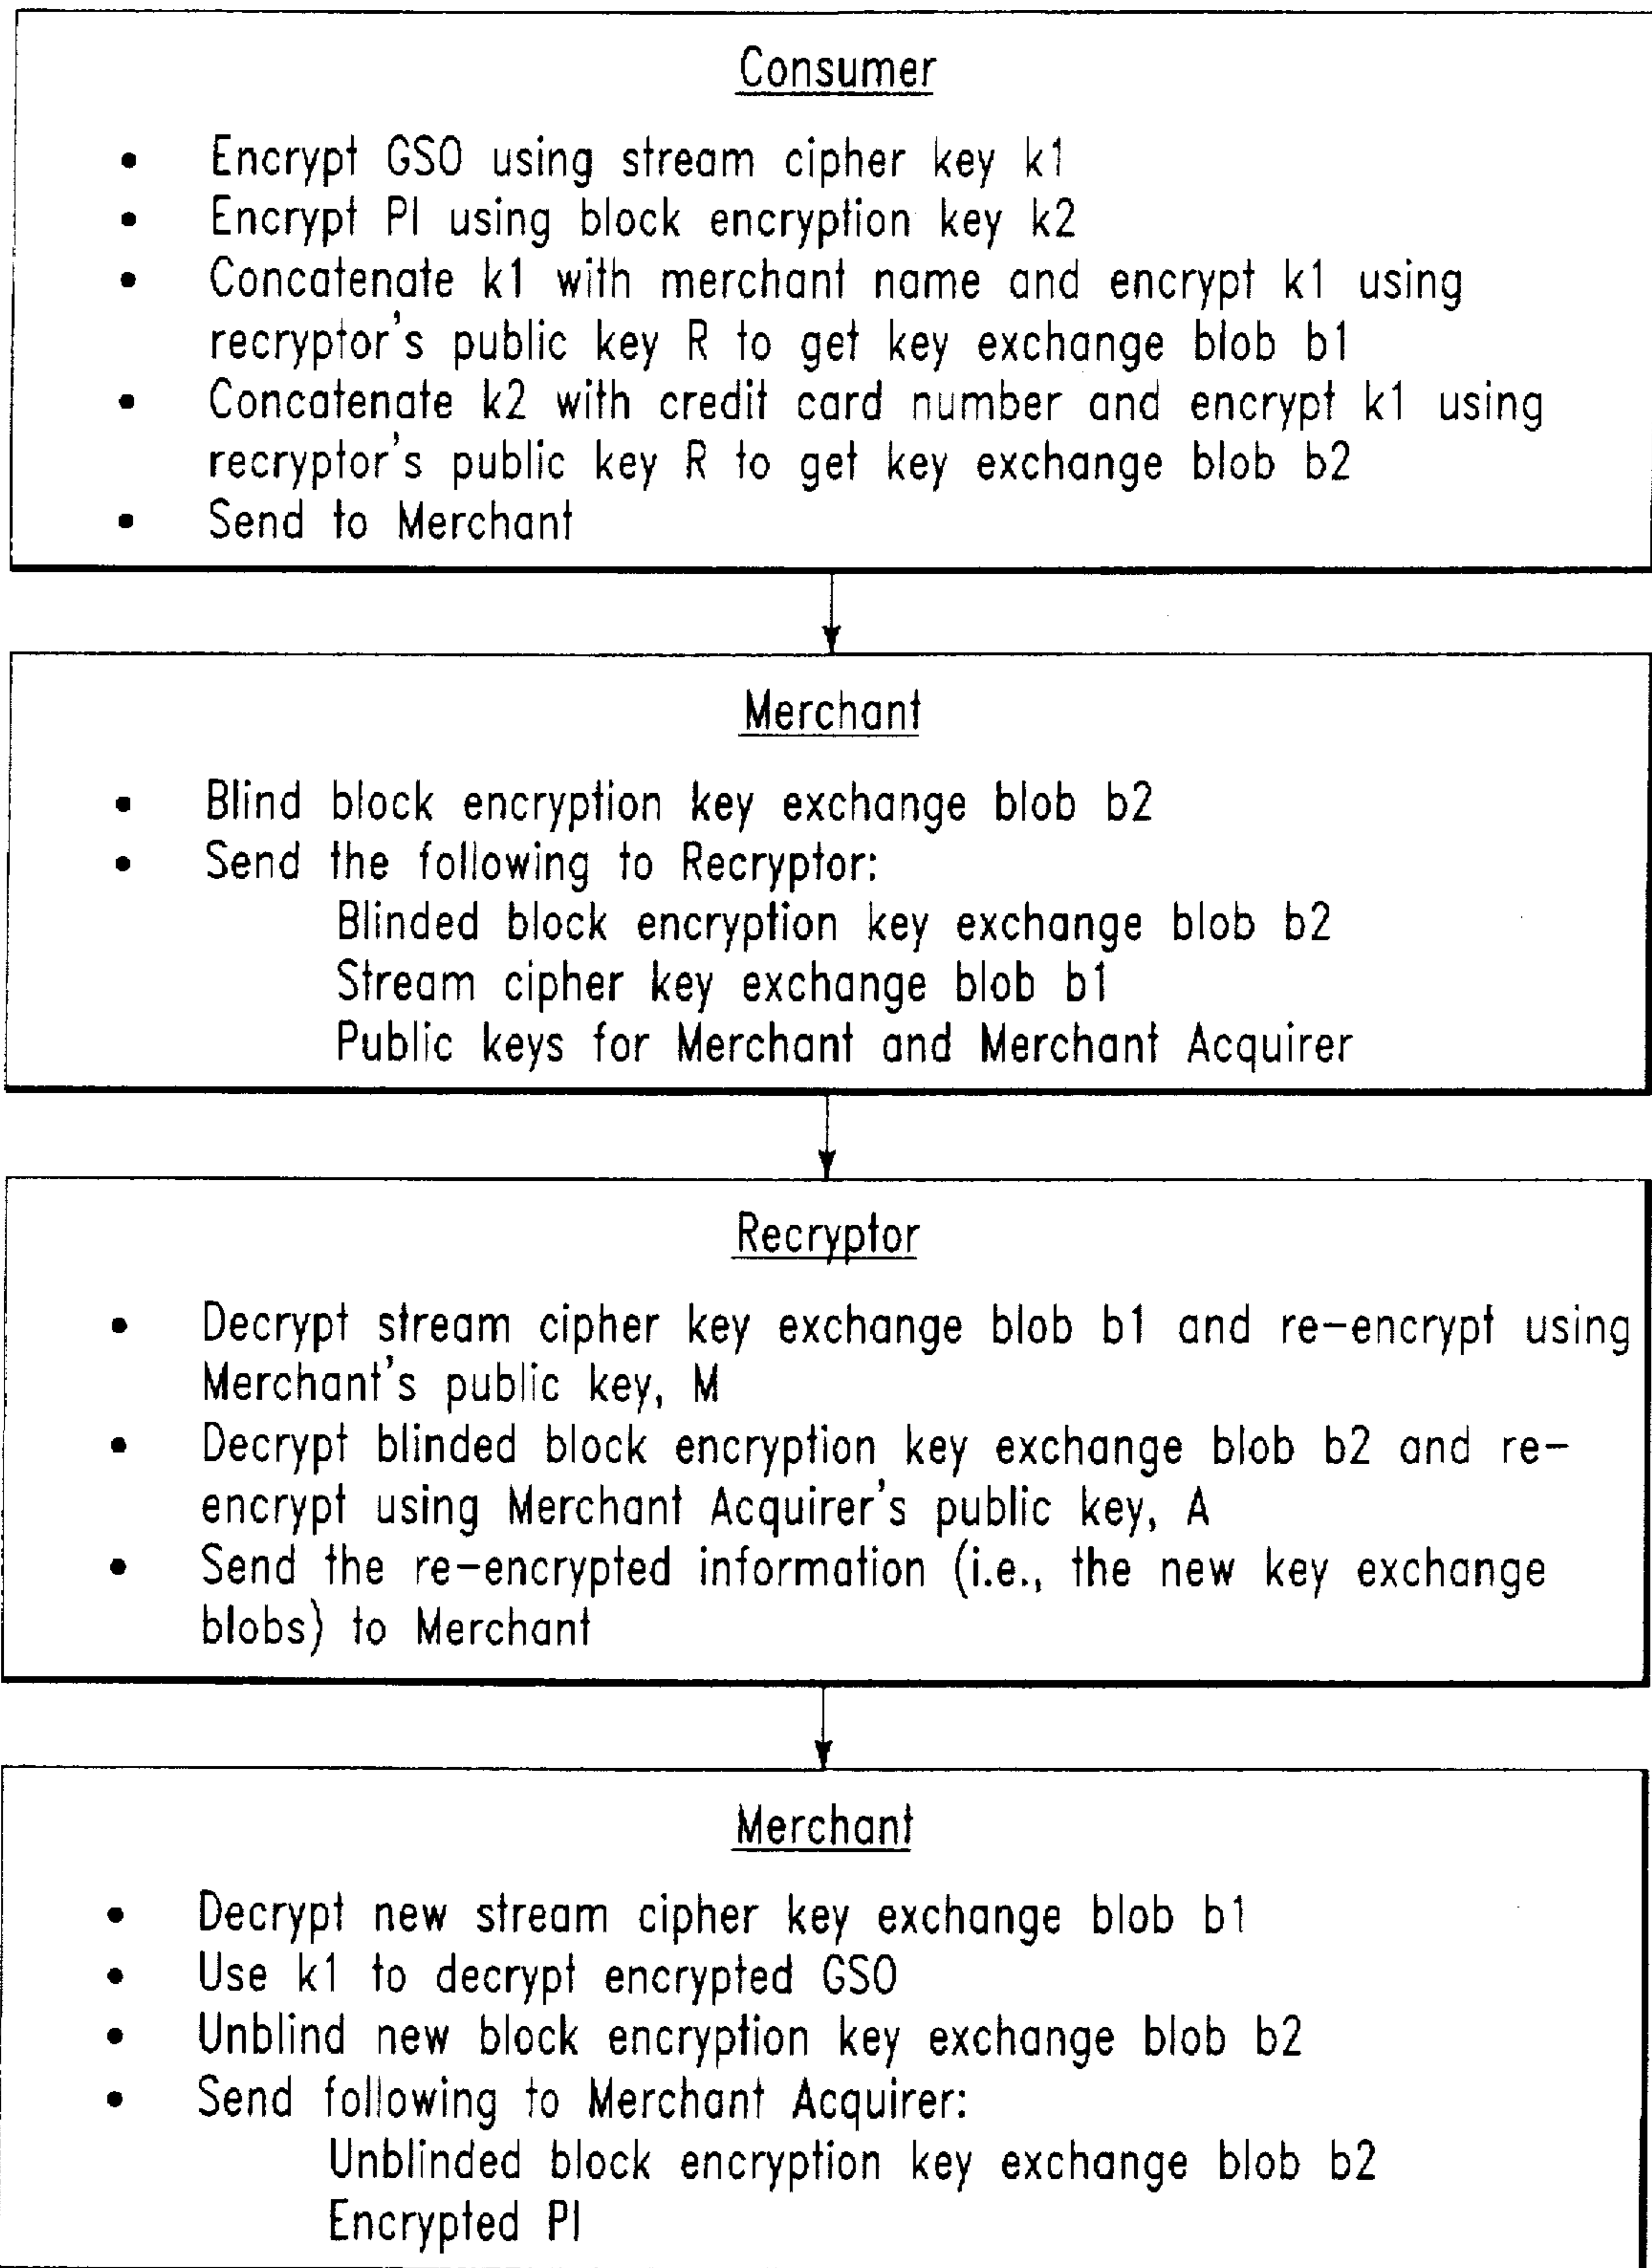 Consumer
• Encrypt GSO using stream cipher key k1
• Encrypt PI using block encryption key k2
• Concatenate k1 with merchant name and encrypt k1 using
recryptor's public key R to get key exchange blob b1
• Concatenate k2 with credit card number and encrypt k1 using
recryptor's public key R to get key exchange blob b2
• Send to Merchant
Merchant
• Blind block encryption key exchange blob b2
• Send the following to Recryptor:
Blinded block encryption key exchange blob b2
Stream cipher key exchange blob b1
Public keys for Merchant and Merchant Acquirer
Recryptor
• Decrypt stream cipher key exchange blob b1 and re-encrypt using
Merchant's public key, M
• Decrypt blinded block encryption key exchange blob b2 and re-
encrypt using Merchant Acquirer's public key, A
• Send the re-encrypted information (i.e., the new key exchange
blobs) to Merchant
Merchant
• Decrypt new stream cipher key exchange blob b1
• Use k1 to decrypt encrypted GSO
• Unblind new block encryption key exchange blob b2
• Send following to Merchant Acquirer:
Unblinded block encryption key exchange blob b2
Encrypted PI